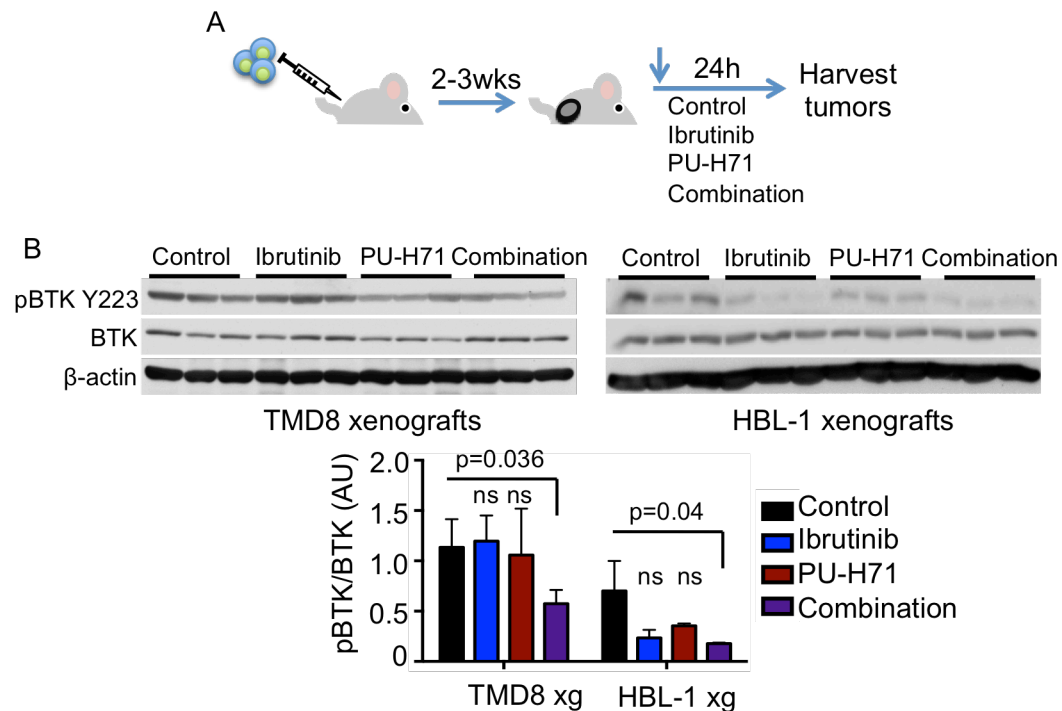 A
2-3wks
24h
Control
Ibrutinib
PU-H71
Combination
Harvest
tumors
B
Control Ibrutinib PU-H71 Combination
Control Ibrutinib PU-H71 Combination
pBTK Y223
BTK
β-actin
TMD8 xenografts
HBL-1 xenografts
pBTK/BTK (AU)
2.0
1.5
1.0
0.5
0
p=0.036
ns ns
p=0.04
ns ns
TMD8 xg
HBL-1 xg
Control
Ibrutinib
PU-H71
Combination